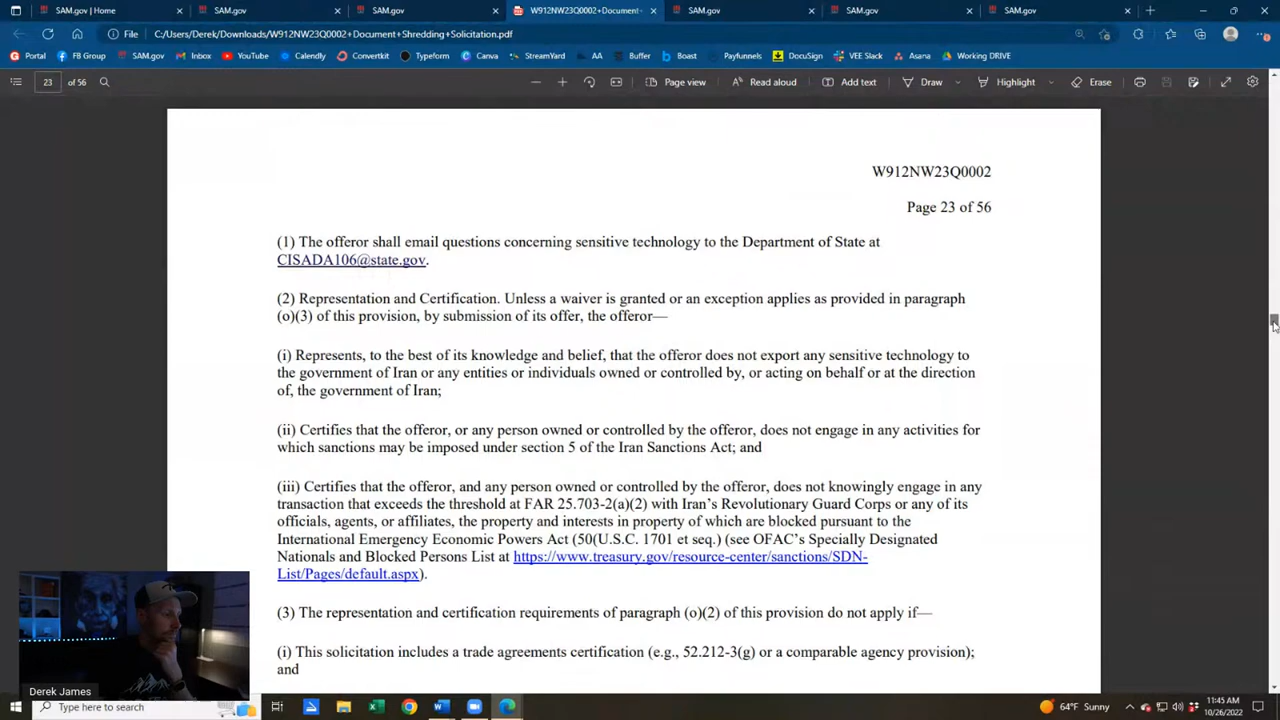 SAM.gov | Home
SAM.gov
SAM.gov
W912NW23Q0002+Document+
SAM.gov
SAM.gov
SAM.gov
File
C:/Users/Derek/Downloads/W912NW23Q0002+Document+Shredding+Solicitation.pdf
Portal
FB Group
SAM.gov
Inbox
YouTube
Calendly
Convertkit
Typeform
Canva
StreamYard
AA
Buffer
Boast
Payfunnels
DocuSign
VEE Slack
Asana
Working DRIVE
23 of 56
Page view
Read aloud
Add text
Draw
Highlight
Erase
W912NW23Q0002
Page 23 of 56
(1) The offeror shall email questions concerning sensitive technology to the Department of State at
CISADA106@state.gov.
(2) Representation and Certification. Unless a waiver is granted or an exception applies as provided in paragraph
(o)(3) of this provision, by submission of its offer, the offeror—
(i) Represents, to the best of its knowledge and belief, that the offeror does not export any sensitive technology to
the government of Iran or any entities or individuals owned or controlled by, or acting on behalf or at the direction
of, the government of Iran;
(ii) Certifies that the offeror, or any person owned or controlled by the offeror, does not engage in any activities for
which sanctions may be imposed under section 5 of the Iran Sanctions Act; and
(iii) Certifies that the offeror, and any person owned or controlled by the offeror, does not knowingly engage in any
transaction that exceeds the threshold at FAR 25.703-2(a)(2) with Iran's Revolutionary Guard Corps or any of its
officials, agents, or affiliates, the property and interests in property of which are blocked pursuant to the
International Emergency Economic Powers Act (50(U.S.C. 1701 et seq.) (see OFAC's Specially Designated
Nationals and Blocked Persons List at https://www.treasury.gov/resource-center/sanctions/SDN-
List/Pages/default.aspx).
(3) The representation and certification requirements of paragraph (o)(2) of this provision do not apply if—
(i) This solicitation includes a trade agreements certification (e.g., 52.212-3(g) or a comparable agency provision);
and
Derek James
Type here to search
64°F Sunny
11:45 AM
10/26/2022